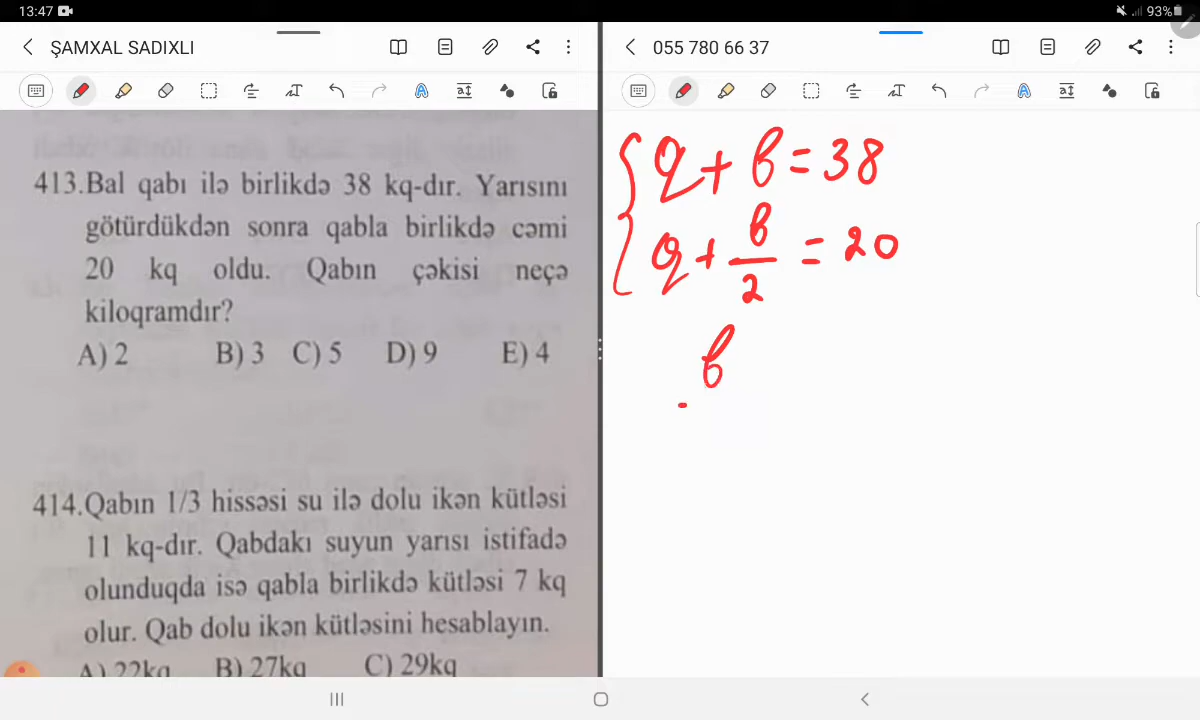 13:47
93%
ŞAMXAL SADIXLI
413.Bal qabı ilə birlikdə 38 kq-dır. Yarısını
götürdükdən sonra qabla birlikdə cəmi
20 kq oldu. Qabın çəkisi neçə
kiloqramdır?
A) 2 B) 3 C) 5 D) 9 E) 4
414.Qabın 1/3 hissəsi su ilə dolu ikən kütləsi
11 kq-dır. Qabdakı suyun yarısı istifadə
olunduqda isə qabla birlikdə kütləsi 7 kq
olur. Qab dolu ikən kütləsini hesablayın.
A) 22kq B) 27kq C) 29kq
055 780 66 37
q + b = 38
q + b/2 = 20
b